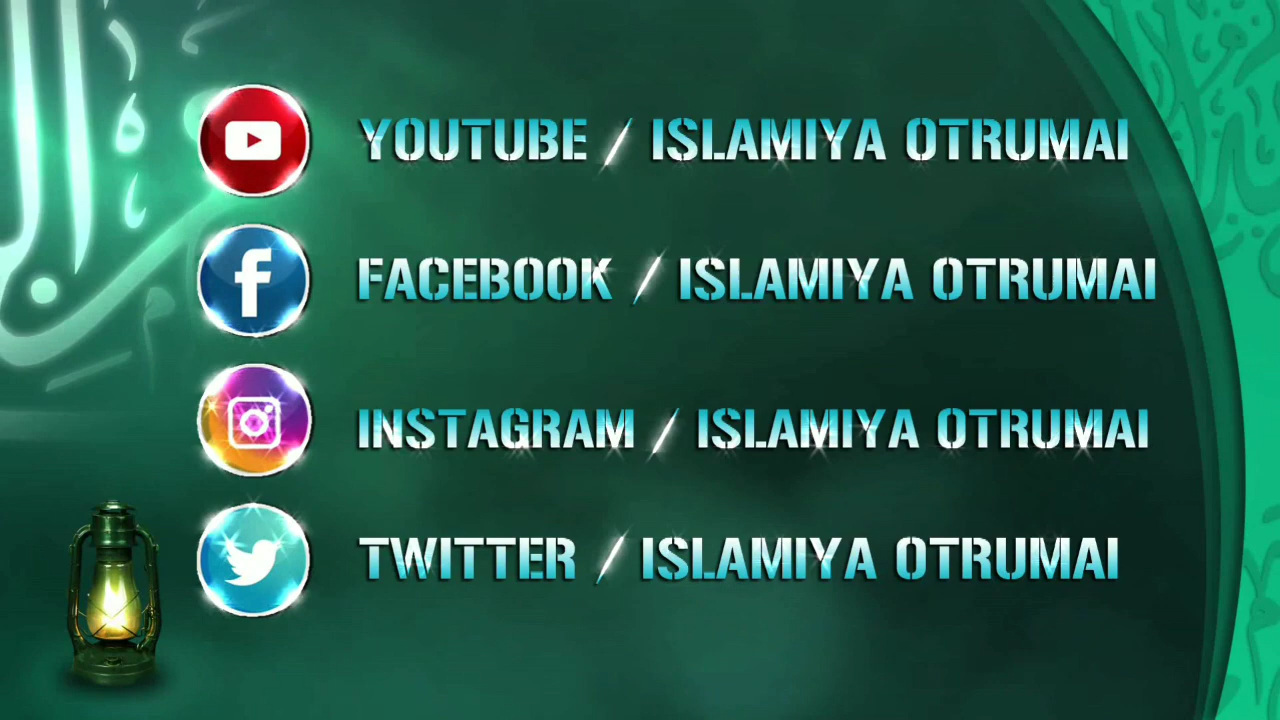 YOUTUBE / ISLAMIYA OTRUMAI
FACEBOOK / ISLAMIYA OTRUMAI
INSTAGRAM / ISLAMIYA OTRUMAI
TWITTER / ISLAMIYA OTRUMAI